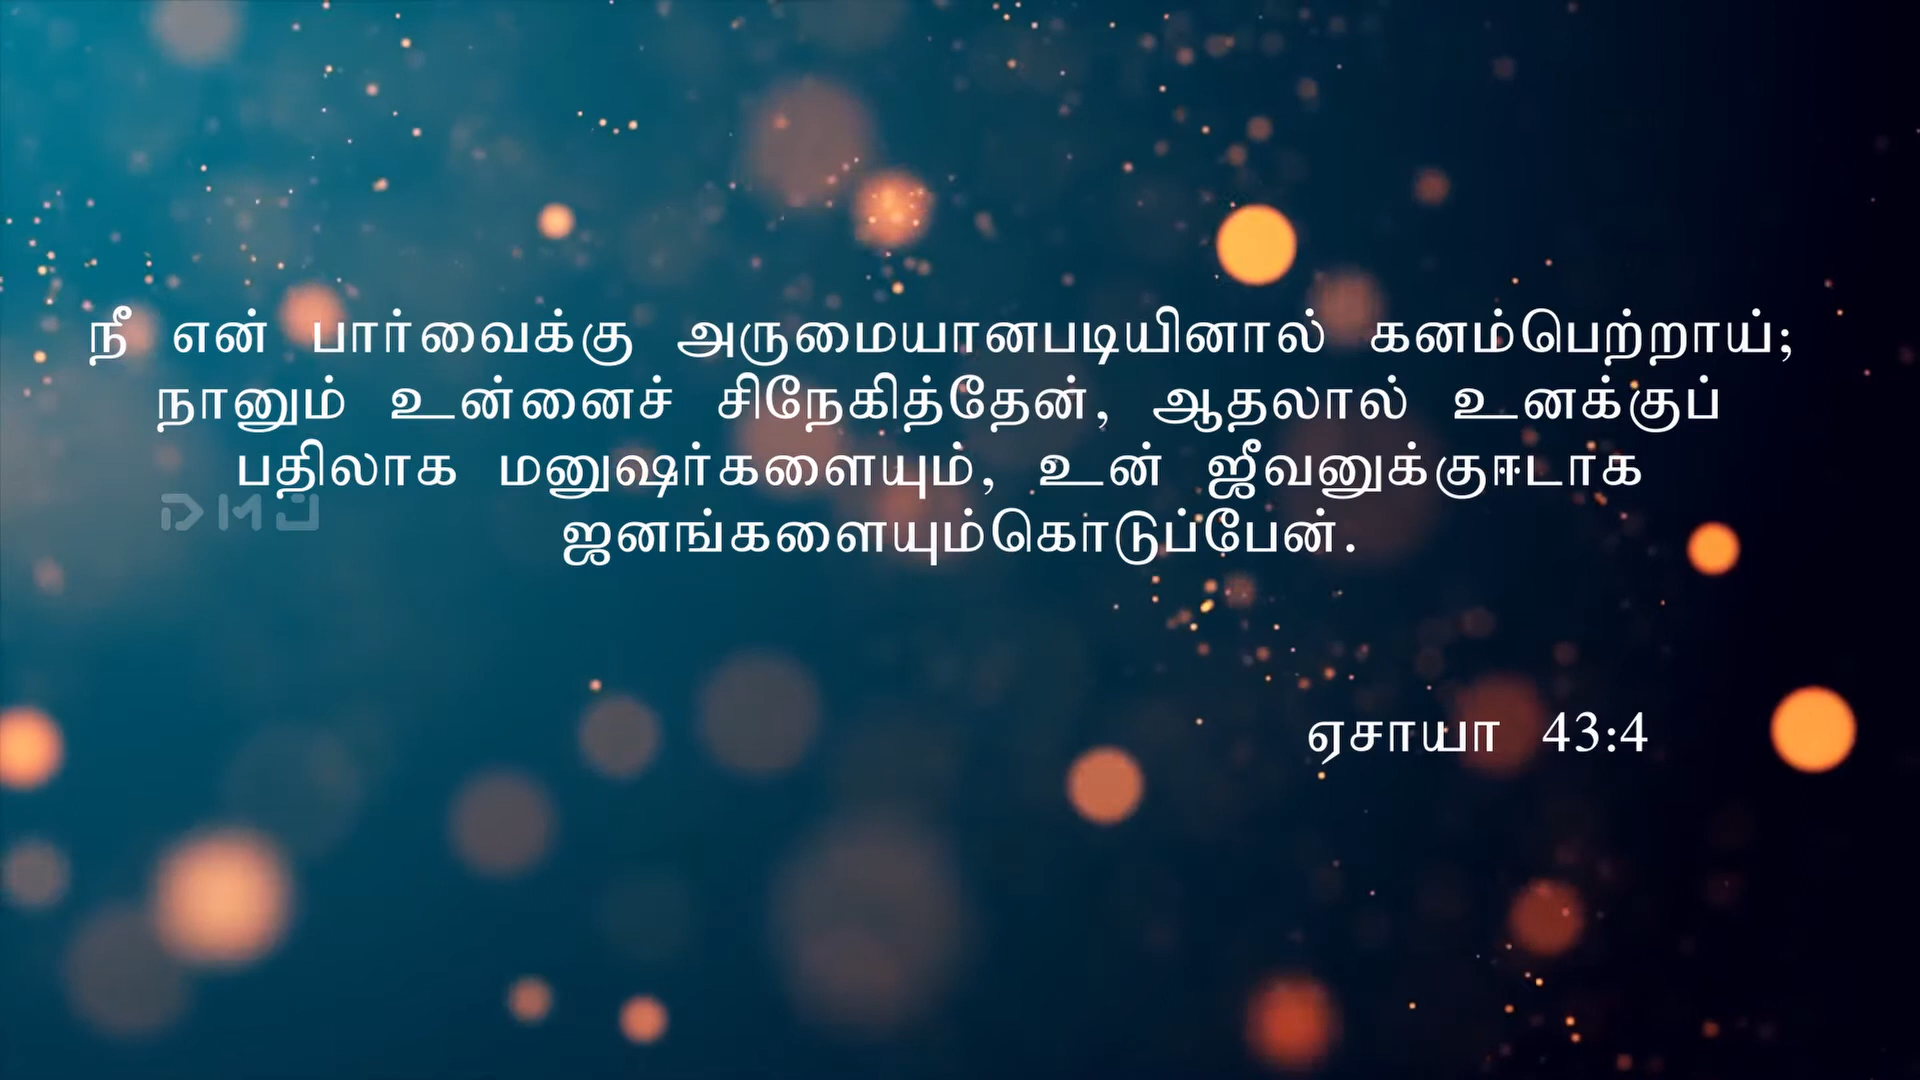 நீ என் பார்வைக்கு அருமையானபடியினால் கனம்பெற்றாய்;
நானும் உன்னைச் சிநேகித்தேன், ஆதலால் உனக்குப்
பதிலாக மனுஷர்களையும், உன் ஜீவனுக்குஈடாக
ஜனங்களையும்கொடுப்பேன்.
DMJ
ஏசாயா 43:4